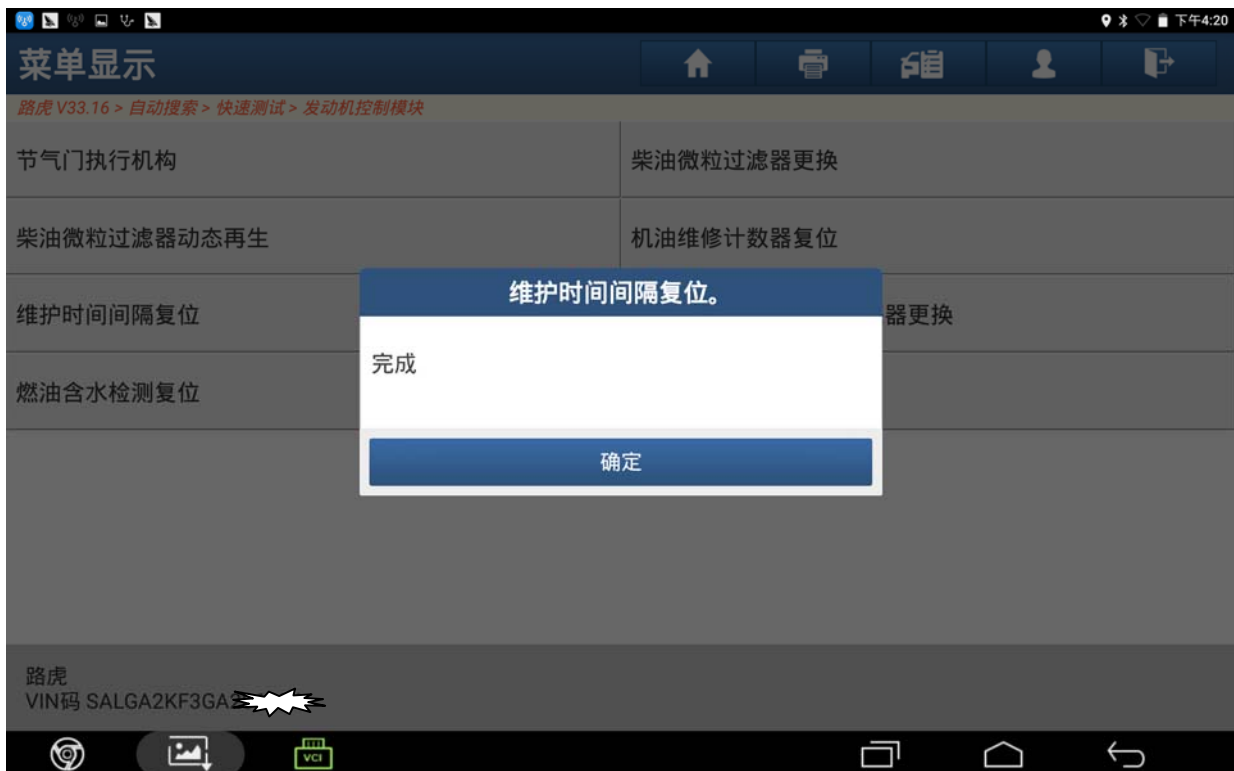 下午4:20
菜单显示
路虎 V33.16 > 自动搜索 > 快速测试 > 发动机控制模块
节气门执行机构
柴油微粒过滤器更换
柴油微粒过滤器动态再生
机油维修计数器复位
维护时间间隔复位
器更换
燃油含水检测复位
维护时间间隔复位。
完成
确定
路虎
VIN码 SALGA2KF3GA
VCI